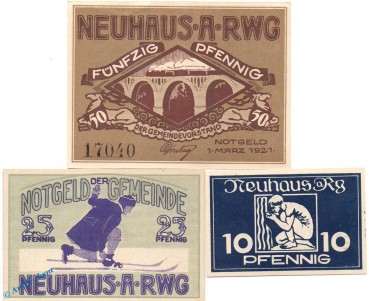 NEUHAUS·A·RWG
FÜNFZIG PFENNIG
50 50
DER GEMEINDEVORSTAND
17040
NOTGELD
1·MÄRZ 1921·
NOTGELD DER GEMEINDE
25 25
PFENNIG PFENNIG
NEUHAUS·A·RWG
Neuhaus a/Rg
10 10
PFENNIG